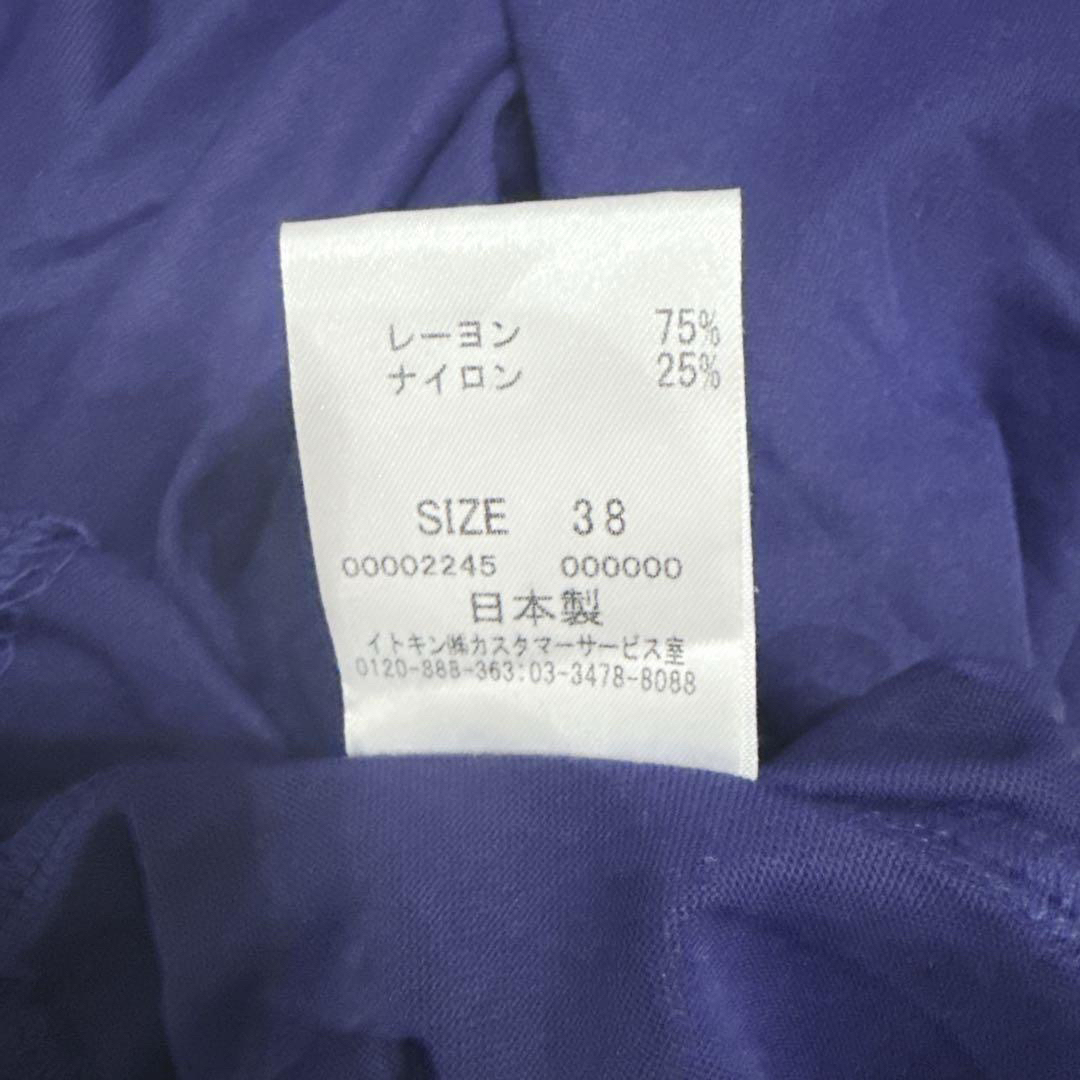 レーヨン 75%
ナイロン 25%
SIZE 38
00002245 000000
日本製
イトキン㈱カスタマーサービス室
0120-888-363:03-3478-8088